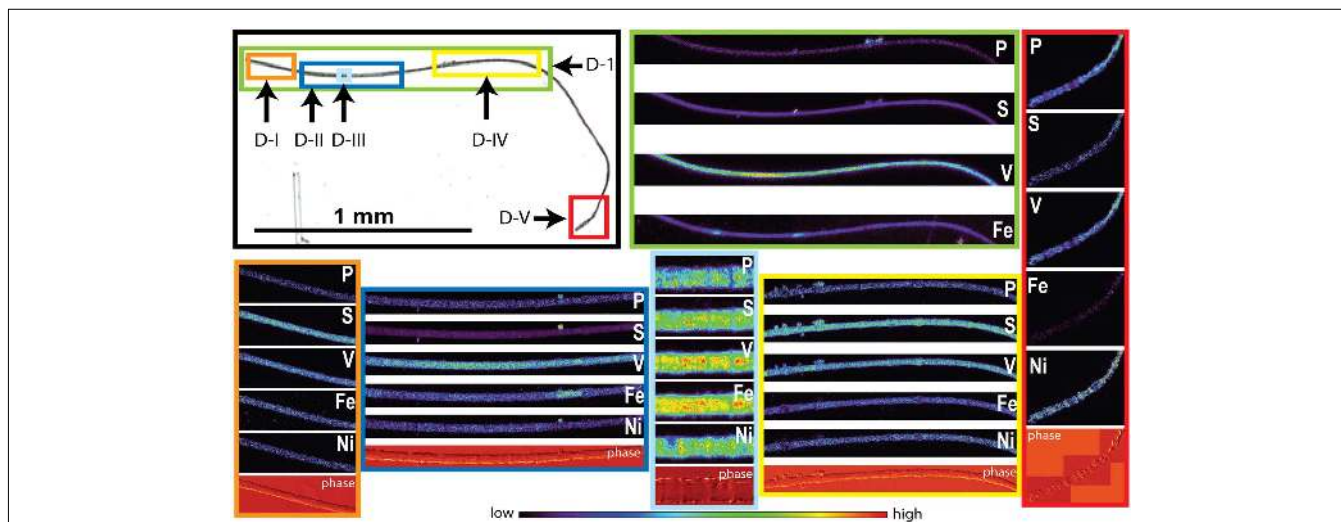 D-1
D-I
D-II
D-III
D-IV
D-V
1 mm
P
S
V
Fe
P
S
V
Fe
Ni
phase
P
S
V
Fe
Ni
phase
P
S
V
Fe
Ni
phase
P
S
V
Fe
Ni
phase
P
S
V
Fe
Ni
phase
low
high